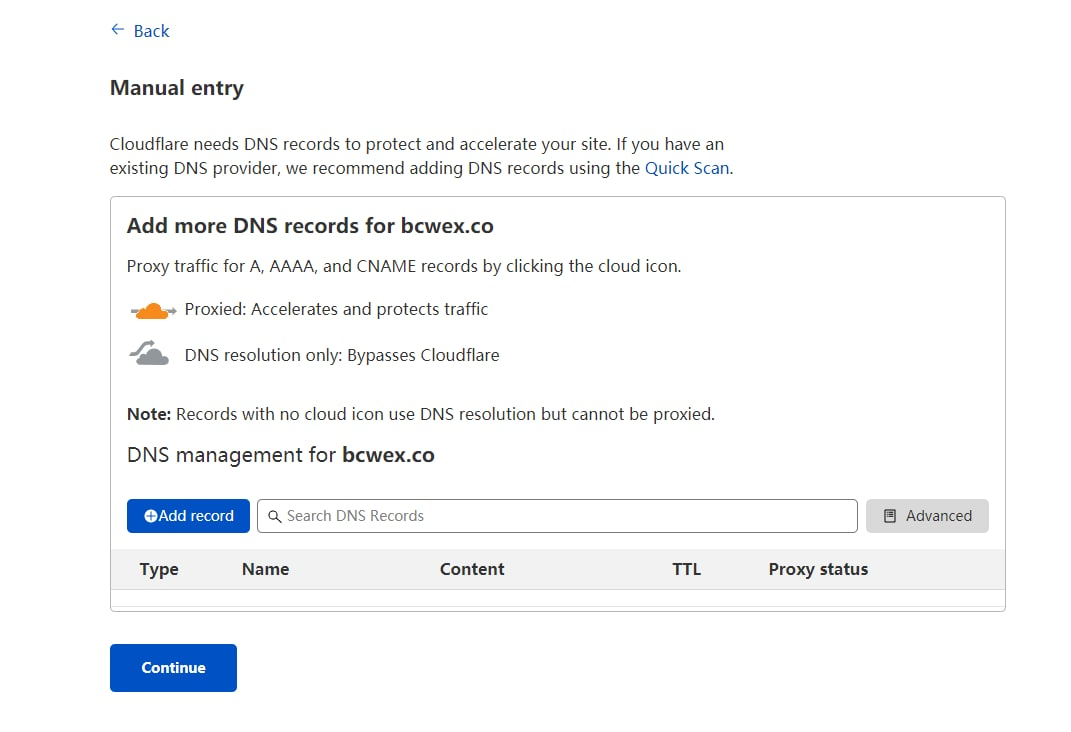 Back
Manual entry
Cloudflare needs DNS records to protect and accelerate your site. If you have an
existing DNS provider, we recommend adding DNS records using the Quick Scan.
Add more DNS records for bcwex.co
Proxy traffic for A, AAAA, and CNAME records by clicking the cloud icon.
Proxied: Accelerates and protects traffic
DNS resolution only: Bypasses Cloudflare
Note: Records with no cloud icon use DNS resolution but cannot be proxied.
DNS management for bcwex.co
Add record Search DNS Records Advanced
Type Name Content TTL Proxy status
Continue